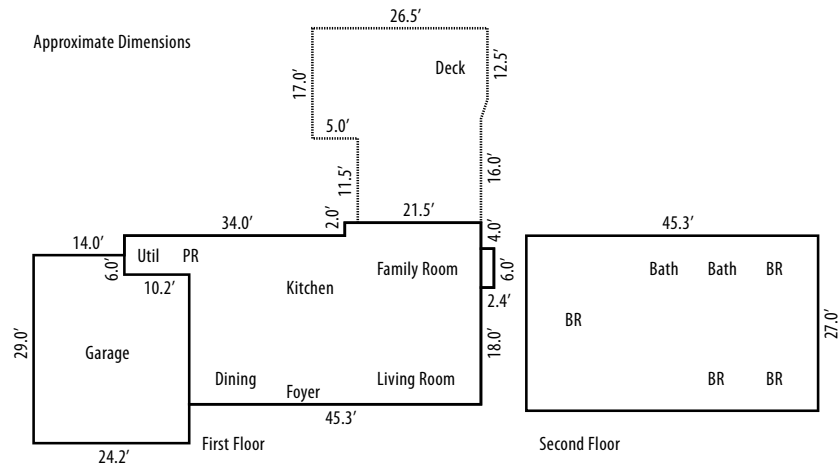 26.5'
Approximate Dimensions
Deck
12.5'
17.0'
5.0'
11.5'
16.0'
34.0'
2.0'
21.5'
4.0'
45.3'
14.0'
6.0'
Util PR
10.2'
Kitchen
Family Room
6.0'
2.4'
Bath Bath BR
BR
27.0'
29.0'
Garage
18.0'
Dining
Foyer
Living Room
BR BR
45.3'
24.2'
First Floor
Second Floor